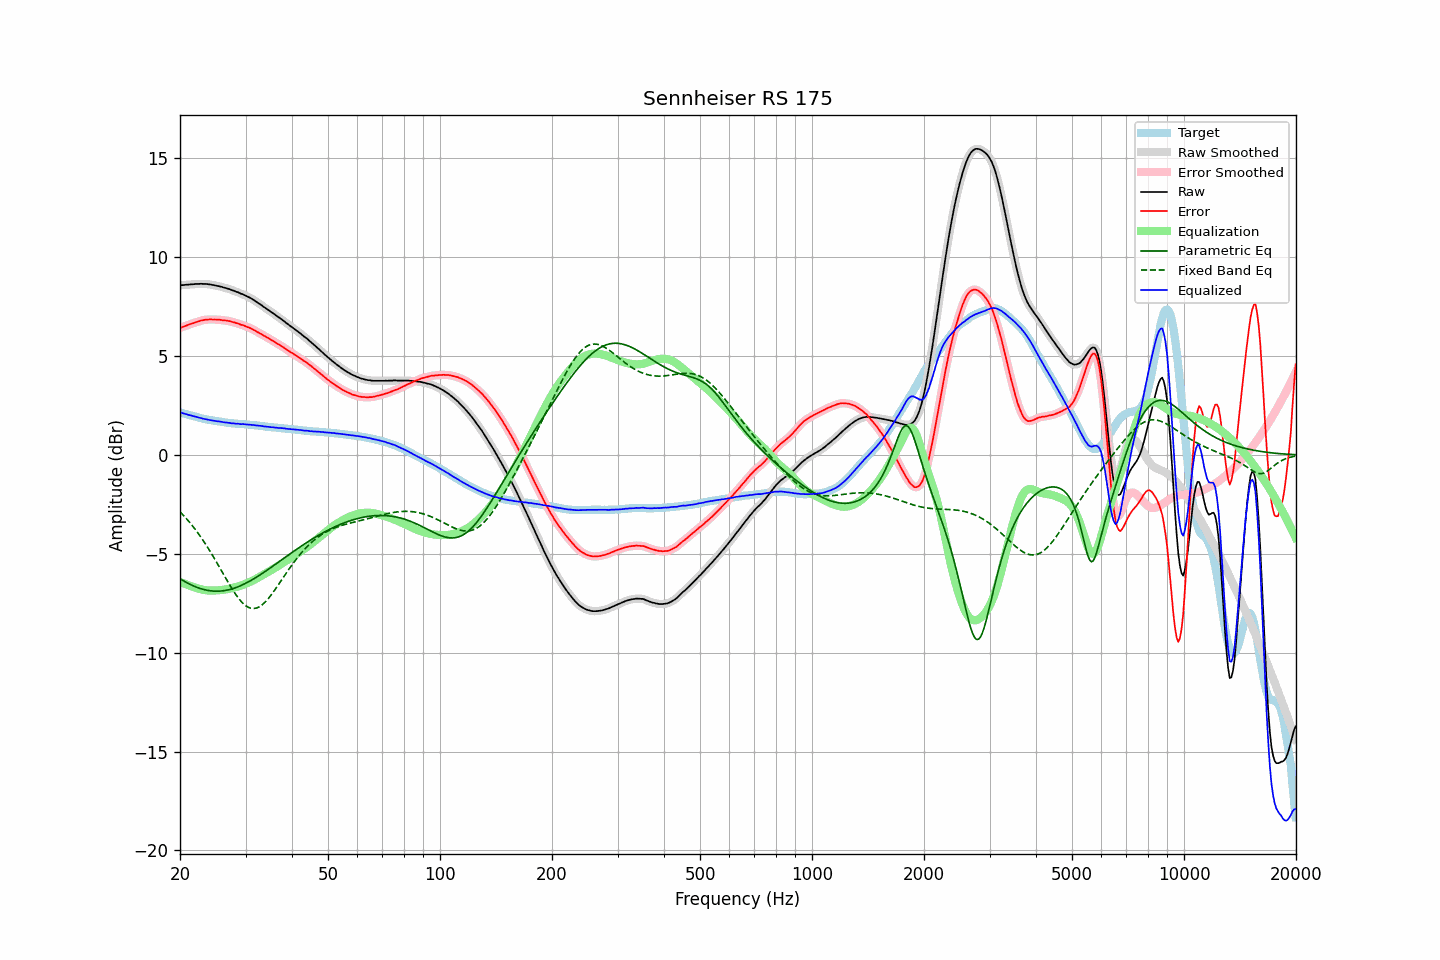 Sennheiser RS 175
Amplitude (dBr)
15
10
5
0
−5
−10
−15
−20
20
50
100
200
500
1000
2000
5000
10000
20000
Frequency (Hz)
Target
Raw Smoothed
Error Smoothed
Raw
Error
Equalization
Parametric Eq
Fixed Band Eq
Equalized